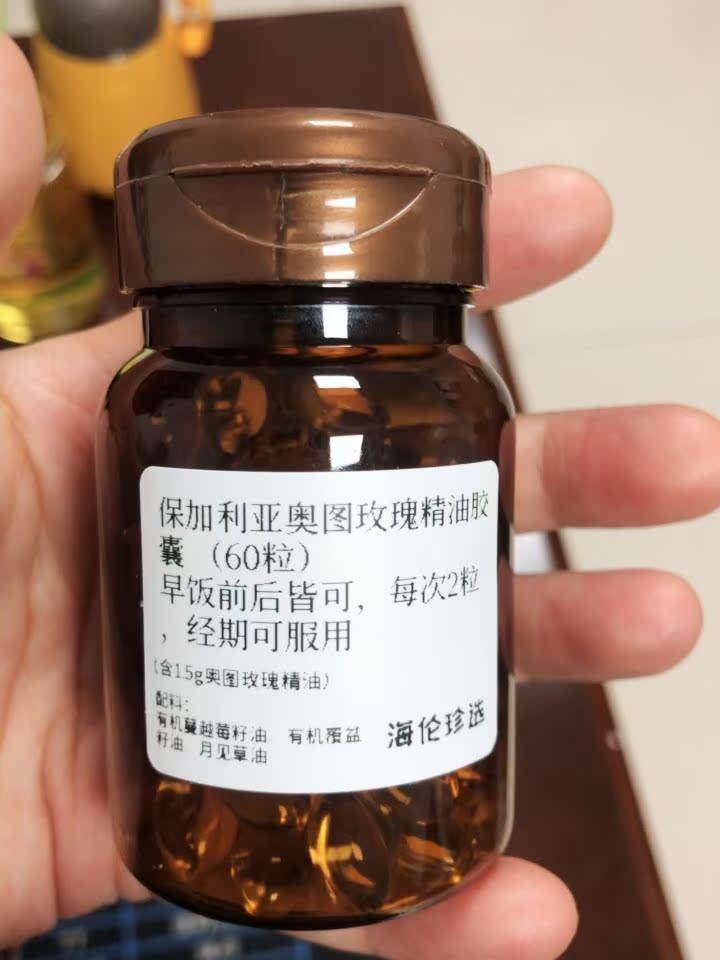 保加利亚奥图玫瑰精油胶
囊（60粒）
早饭前后皆可，每次2粒
，经期可服用
（含1.5g奥图玫瑰精油）
配料：
有机蔓越莓籽油 有机覆盆
籽油 月见草油
海伦珍选